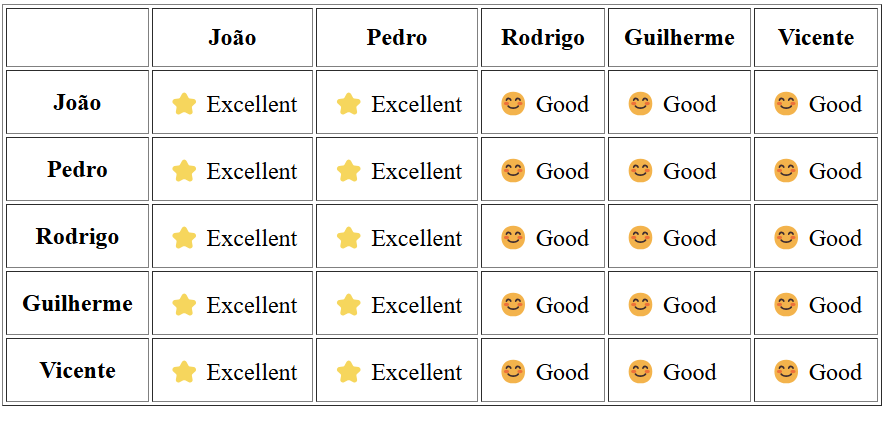 João Pedro Rodrigo Guilherme Vicente
João Excellent Excellent Good Good Good
Pedro Excellent Excellent Good Good Good
Rodrigo Excellent Excellent Good Good Good
Guilherme Excellent Excellent Good Good Good
Vicente Excellent Excellent Good Good Good